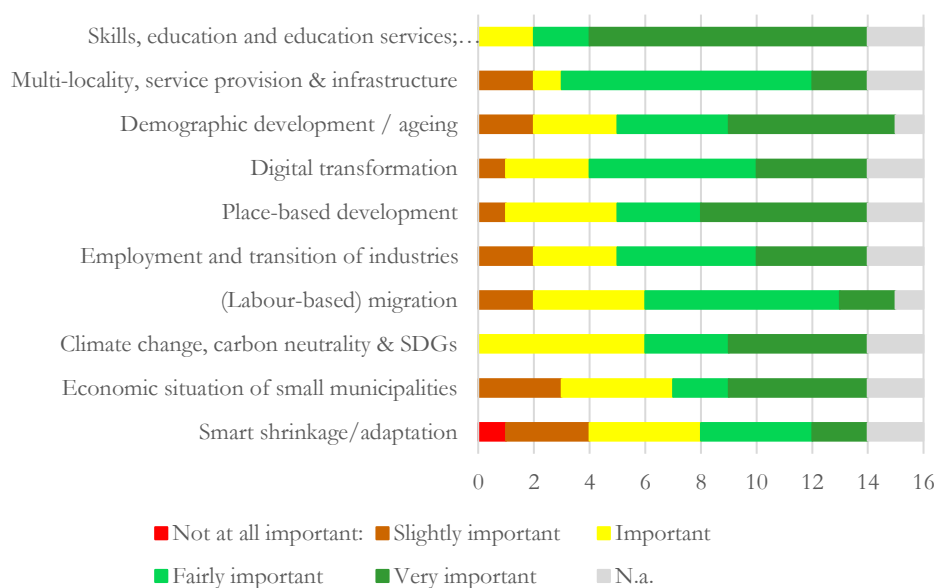 Skills, education and education services;…
Multi-locality, service provision & infrastructure
Demographic development / ageing
Digital transformation
Place-based development
Employment and transition of industries
(Labour-based) migration
Climate change, carbon neutrality & SDGs
Economic situation of small municipalities
Smart shrinkage/adaptation
0 2 4 6 8 10 12 14 16
Not at all important: Slightly important Important
Fairly important Very important N.a.